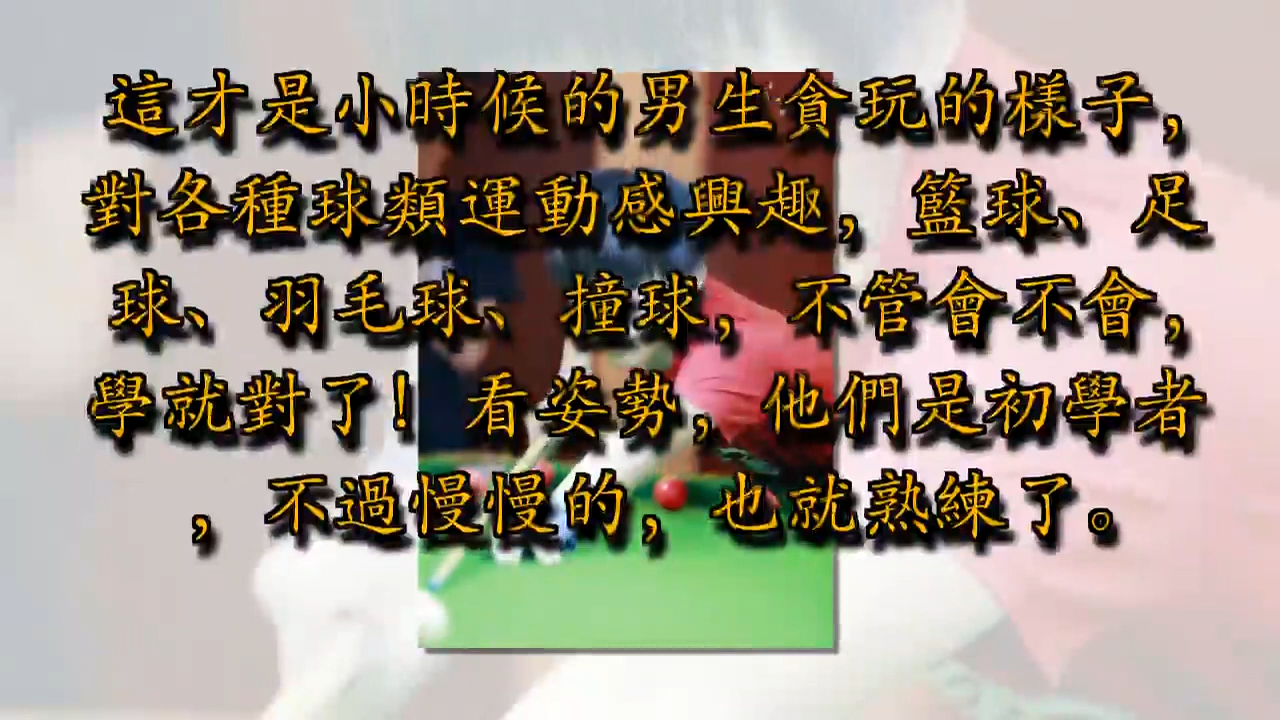 這才是小時候的男生貪玩的樣子，
對各種球類運動感興趣，籃球、足
球、羽毛球、撞球，不管會不會，
學就對了！看姿勢，他們是初學者
，不過慢慢的，也就熟練了。